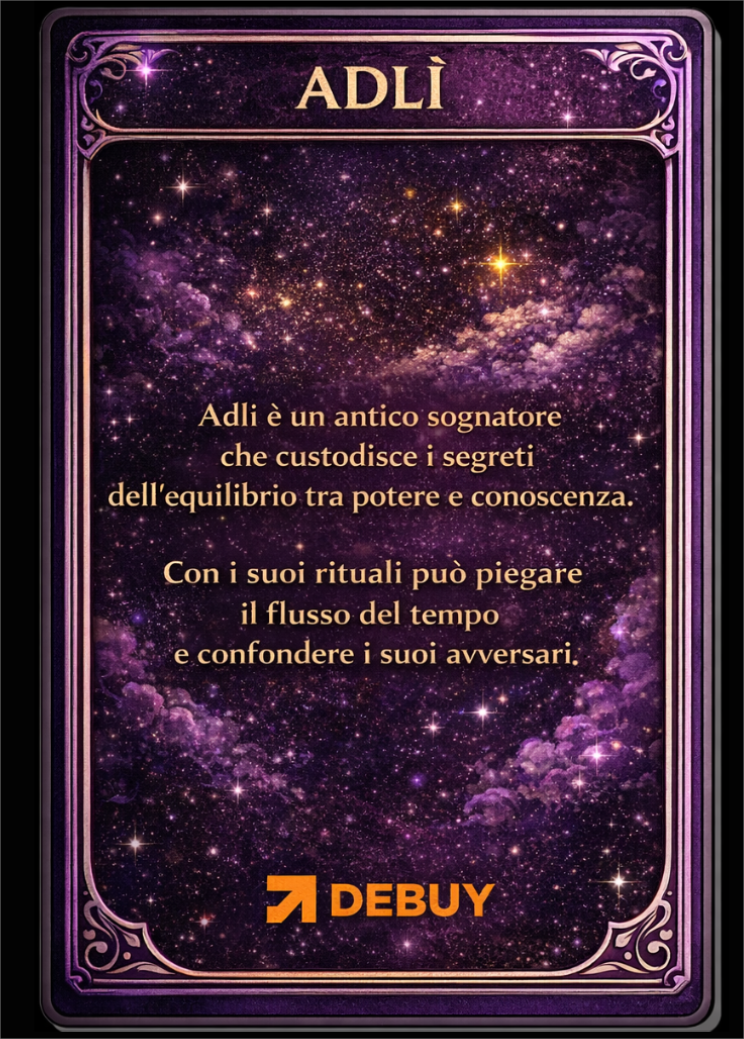 ADLÌ
Adli è un antico sognatore
che custodisce i segreti
dell'equilibrio tra potere e conoscenza.
Con i suoi rituali può piegare
il flusso del tempo
e confondere i suoi avversari.
DEBUY